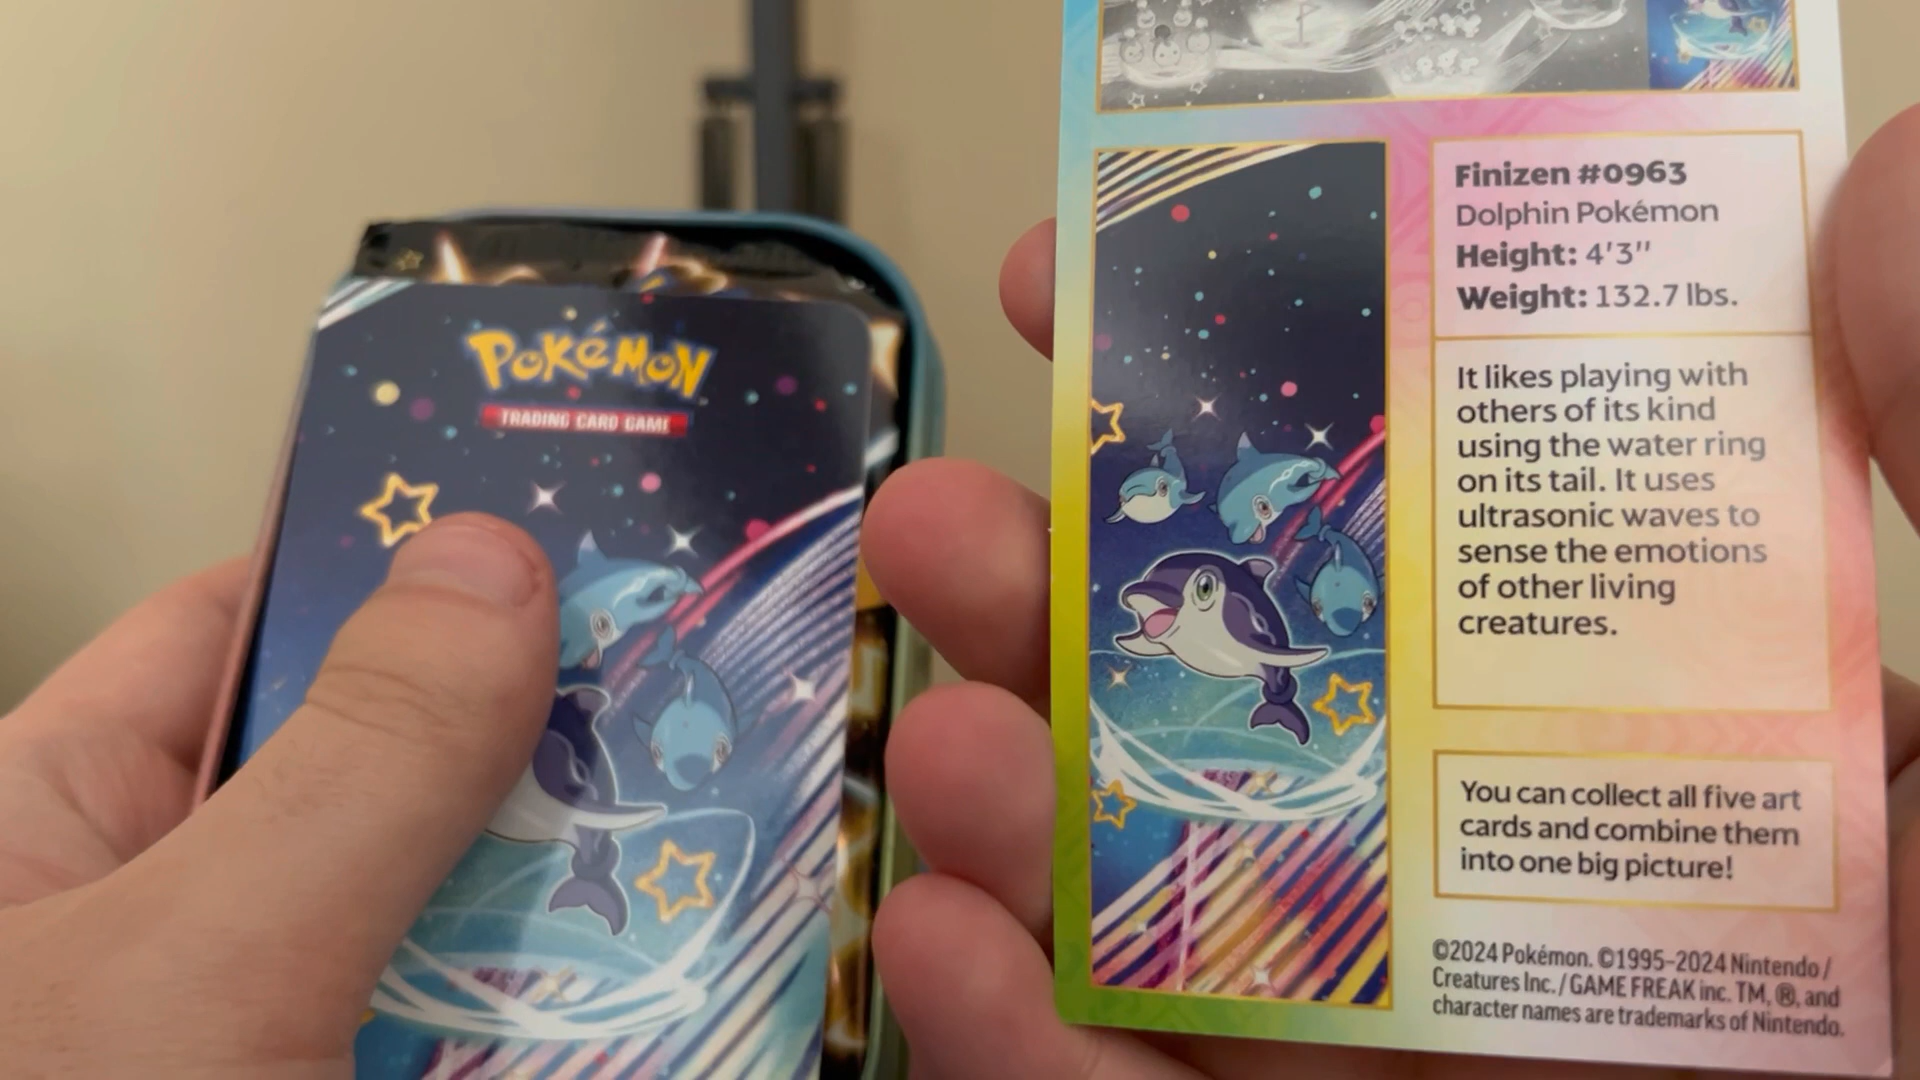 POKéMON
TRADING CARD GAME
Finizen #0963
Dolphin Pokémon
Height: 4'3"
Weight: 132.7 lbs.
It likes playing with
others of its kind
using the water ring
on its tail. It uses
ultrasonic waves to
sense the emotions
of other living
creatures.
You can collect all five art
cards and combine them
into one big picture!
©2024 Pokémon. ©1995–2024 Nintendo /
Creatures Inc. / GAME FREAK inc. TM, ®, and
character names are trademarks of Nintendo.